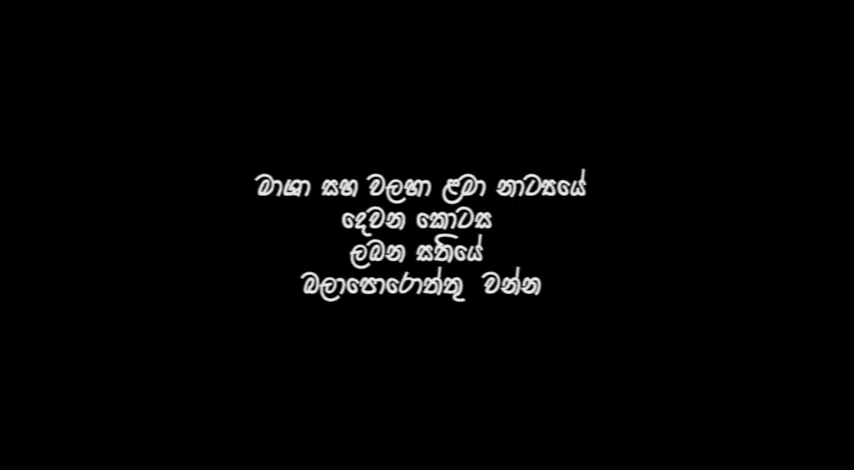 මාශා සහ වලහා ළමා නාට්‍යයේ
දෙවන කොටස
ලබන සතියේ
බලාපොරොත්තු වන්න